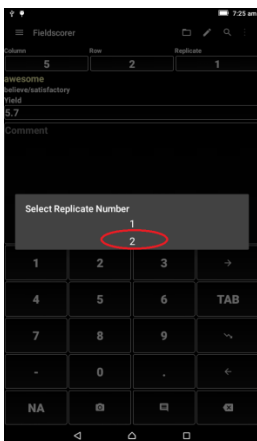 7:25 am
Fieldscorer
Column Row Replicate
5 2 1
awesome
believe/satisfactory
Yield
5.7
Comment
Select Replicate Number
1
2
1 2 3 →
4 5 6 TAB
7 8 9
- 0 . ←
NA